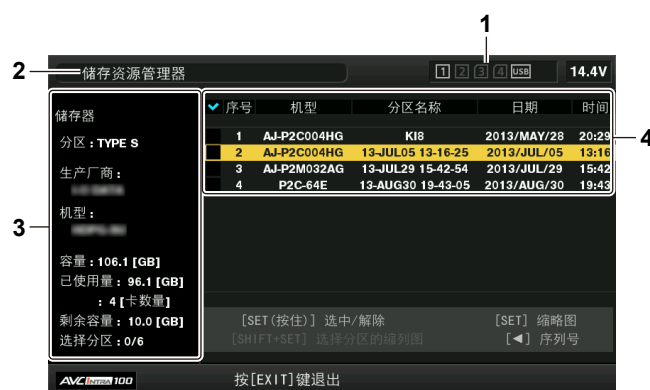 1
2
储存资源管理器
1 2 3 4 USB
14.4V
储存器
分区：TYPE S
生产厂商：
机型：
容量：106.1 [GB]
已使用量：96.1 [GB]
：4 [卡数量]
剩余容量：10.0 [GB]
选择分区：0/6
3
序号 机型 分区名称 日期 时间
1 AJ-P2C004HG KI8 2013/MAY/28 20:29
2 AJ-P2C004HG 13-JUL05 13-16-25 2013/JUL/05 13:16
3 AJ-P2M032AG 13-JUL29 15-42-54 2013/JUL/29 15:42
4 P2C-64E 13-AUG30 19-43-05 2013/AUG/30 19:43
4
[SET(按住)] 选中/解除 [SET] 缩略图
[SHIFT+SET] 选择分区的缩列图 [◀] 序列号
AVC INTRA 100
按[EXIT]键退出